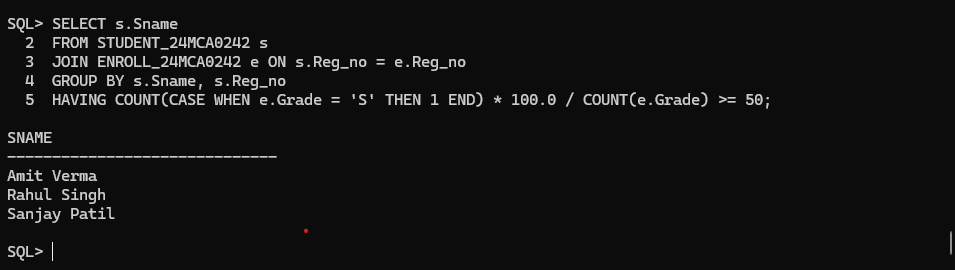 SQL> SELECT s.Sname
  2  FROM STUDENT_24MCA0242 s
  3  JOIN ENROLL_24MCA0242 e ON s.Reg_no = e.Reg_no
  4  GROUP BY s.Sname, s.Reg_no
  5  HAVING COUNT(CASE WHEN e.Grade = 'S' THEN 1 END) * 100.0 / COUNT(e.Grade) >= 50;
SNAME
------------------------------
Amit Verma
Rahul Singh
Sanjay Patil
SQL>